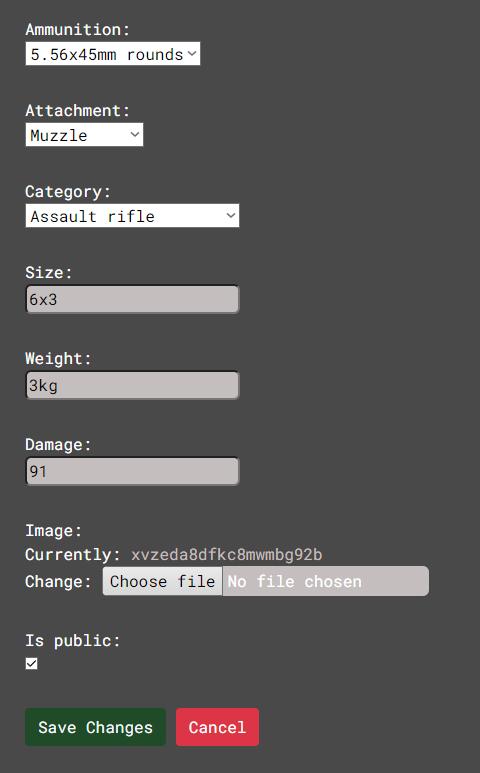 Ammunition:
5.56x45mm rounds
Attachment:
Muzzle
Category:
Assault rifle
Size:
6x3
Weight:
3kg
Damage:
91
Image:
Currently: xvzeda8dfkc8mwmbg92b
Change: Choose file No file chosen
Is public:
Save Changes Cancel